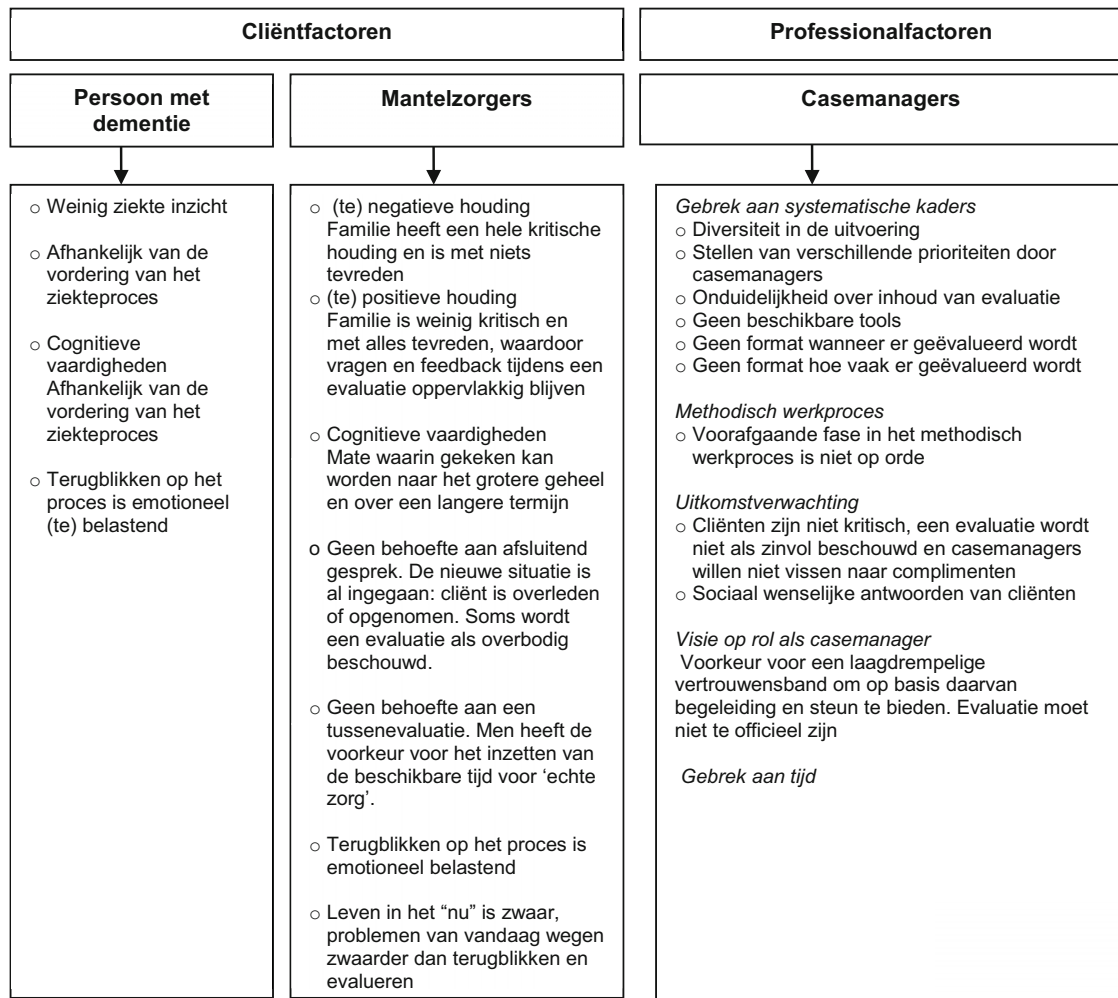 Cliëntfactoren
Professionalfactoren
Persoon met
dementie
Mantelzorgers
Casemanagers
○ Weinig ziekte inzicht
○ Afhankelijk van de
vordering van het
ziekteproces
○ Cognitieve
vaardigheden
Afhankelijk van de
vordering van het
ziekteproces
○ Terugblikken op het
proces is emotioneel
(te) belastend
○ (te) negatieve houding
Familie heeft een hele kritische
houding en is met niets
tevreden
○ (te) positieve houding
Familie is weinig kritisch en
met alles tevreden, waardoor
vragen en feedback tijdens een
evaluatie oppervlakkig blijven
○ Cognitieve vaardigheden
Mate waarin gekeken kan
worden naar het grotere geheel
en over een langere termijn
o Geen behoefte aan afsluitend
gesprek. De nieuwe situatie is
al ingegaan: cliënt is overleden
of opgenomen. Soms wordt
een evaluatie als overbodig
beschouwd.
○ Geen behoefte aan een
tussenevaluatie. Men heeft de
voorkeur voor het inzetten van
de beschikbare tijd voor ‘echte
zorg’.
○ Terugblikken op het proces is
emotioneel belastend
○ Leven in het “nu” is zwaar,
problemen van vandaag wegen
zwaarder dan terugblikken en
evalueren
Gebrek aan systematische kaders
○ Diversiteit in de uitvoering
○ Stellen van verschillende prioriteiten door
casemanagers
○ Onduidelijkheid over inhoud van evaluatie
○ Geen beschikbare tools
○ Geen format wanneer er geëvalueerd wordt
○ Geen format hoe vaak er geëvalueerd wordt
Methodisch werkproces
○ Voorafgaande fase in het methodisch
werkproces is niet op orde
Uitkomstverwachting
○ Cliënten zijn niet kritisch, een evaluatie wordt
niet als zinvol beschouwd en casemanagers
willen niet vissen naar complimenten
○ Sociaal wenselijke antwoorden van cliënten
Visie op rol als casemanager
Voorkeur voor een laagdrempelige
vertrouwensband om op basis daarvan
begeleiding en steun te bieden. Evaluatie moet
niet te officieel zijn
Gebrek aan tijd